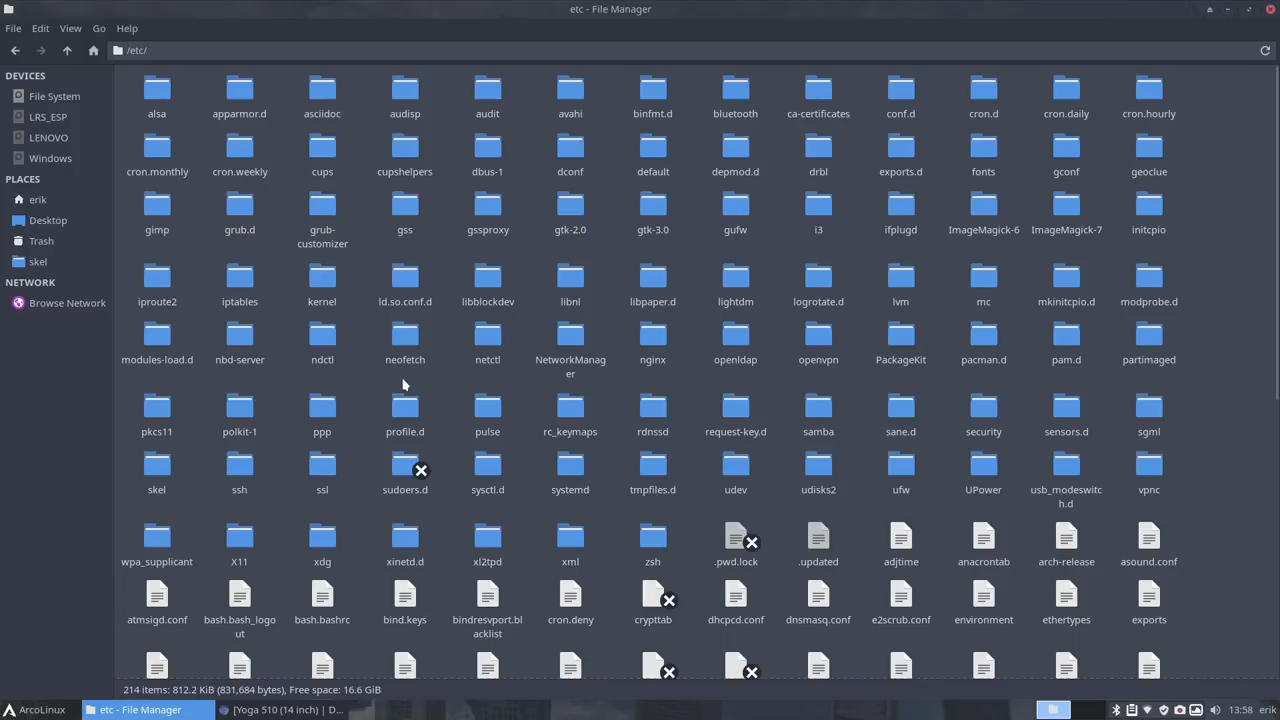 etc - File Manager
File Edit View Go Help
/etc/
DEVICES
File System
LRS_ESP
LENOVO
Windows
PLACES
erik
Desktop
Trash
skel
NETWORK
Browse Network
alsa apparmor.d asciidoc audisp audit avahi binfmt.d bluetooth ca-certificates conf.d cron.d cron.daily cron.hourly
cron.monthly cron.weekly cups cupshelpers dbus-1 dconf default depmod.d drbl exports.d fonts gconf geoclue
gimp grub.d grub-customizer gss gssproxy gtk-2.0 gtk-3.0 gufw i3 ifplugd ImageMagick-6 ImageMagick-7 initcpio
iproute2 iptables kernel ld.so.conf.d libblockdev libnl libpaper.d lightdm logrotate.d lvm mc mkinitcpio.d modprobe.d
modules-load.d nbd-server ndctl neofetch netctl NetworkManager nginx openldap openvpn PackageKit pacman.d pam.d partimaged
pkcs11 polkit-1 ppp profile.d pulse rc_keymaps rdnssd request-key.d samba sane.d security sensors.d sgml
skel ssh ssl sudoers.d sysctl.d systemd tmpfiles.d udev udisks2 ufw UPower usb_modeswitch.d vpnc
wpa_supplicant X11 xdg xinetd.d xl2tpd xml zsh .pwd.lock .updated adjtime anacrontab arch-release asound.conf
atmsigd.conf bash.bash_logout bash.bashrc bind.keys bindresvport.blacklist cron.deny crypttab dhcpcd.conf dnsmasq.conf e2scrub.conf environment ethertypes exports
214 items: 812.2 KiB (831,684 bytes), Free space: 16.6 GiB
ArcoLinux etc - File Manager [Yoga 510 (14 inch) | D... 13:58 erik